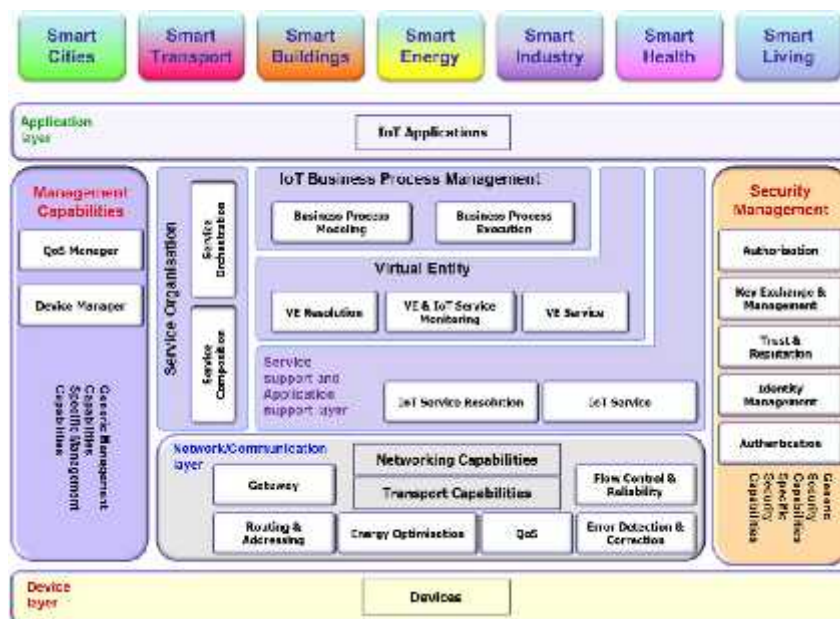 Smart
Cities
Smart
Transport
Smart
Buildings
Smart
Energy
Smart
Industry
Smart
Health
Smart
Living
Application
layer
IoT Applications
Management
Capabilities
QoS Manager
Device Manager
Generic Management
Capabilities
Specific Management
Capabilities
Service Organisation
Service
Orchestration
Service
Composition
IoT Business Process Management
Business Process
Modeling
Business Process
Execution
Virtual Entity
VE Resolution
VE & IoT Service
Monitoring
VE Service
Service
support and
Application
support layer
IoT Service Resolution
IoT Service
Network/Communication
layer
Networking Capabilities
Transport Capabilities
Gateway
Flow Control &
Reliability
Routing &
Addressing
Energy Optimisation
QoS
Error Detection &
Correction
Security
Management
Authorisation
Key Exchange &
Management
Trust &
Reputation
Identity
Management
Authentication
Generic
Security
Capabilities
Specific
Security
Capabilities
Device
layer
Devices